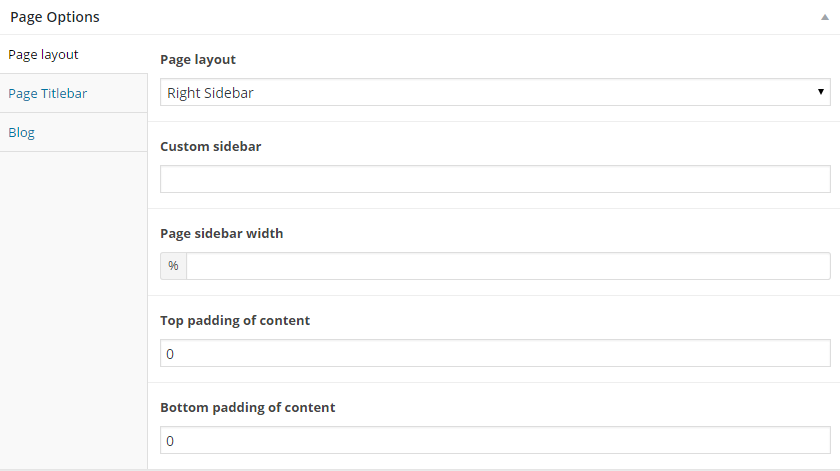 Page Options
Page layout
Page Titlebar
Blog
Page layout
Right Sidebar
Custom sidebar
Page sidebar width
%
Top padding of content
0
Bottom padding of content
0